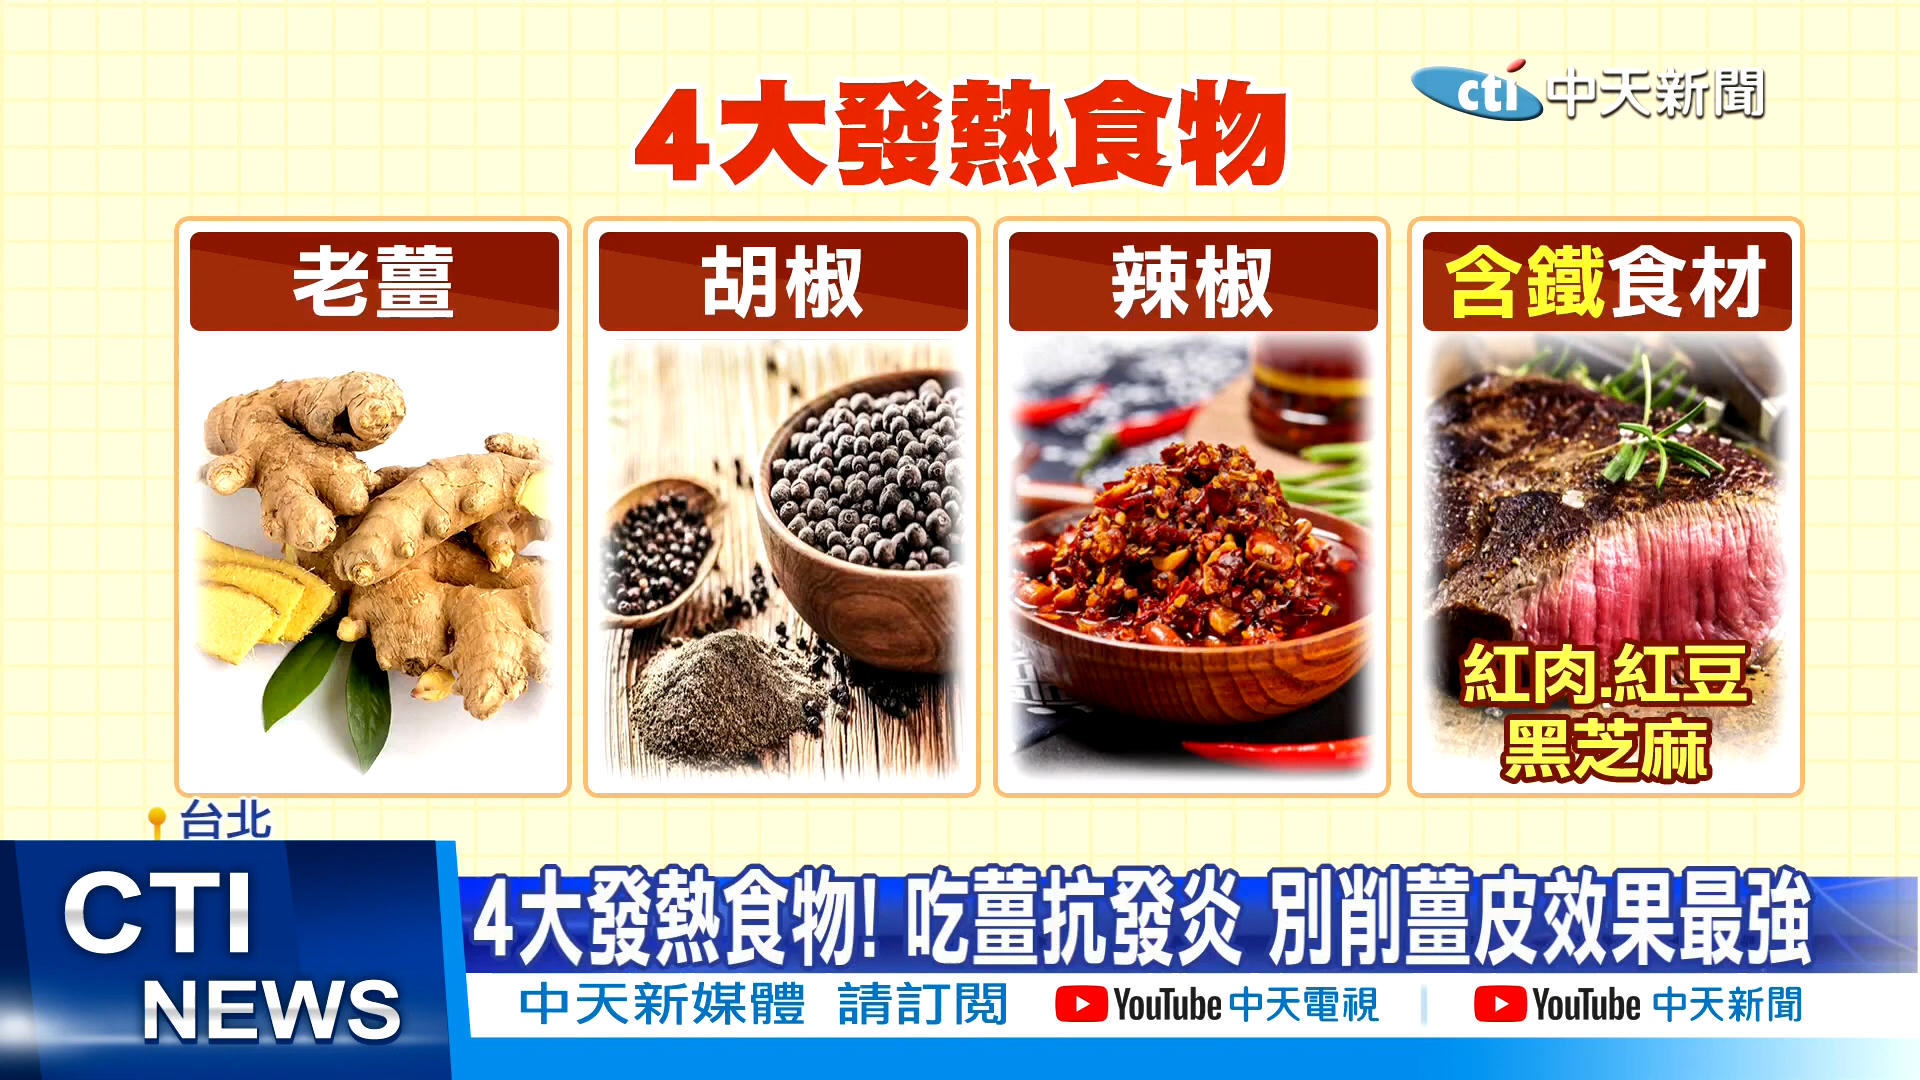 4大發熱食物
cti 中天新聞
老薑
胡椒
辣椒
含鐵食材
紅肉.紅豆
黑芝麻
台北
CTI
NEWS
4大發熱食物! 吃薑抗發炎 別削薑皮效果最強
中天新媒體 請訂閱 YouTube 中天電視 | YouTube 中天新聞